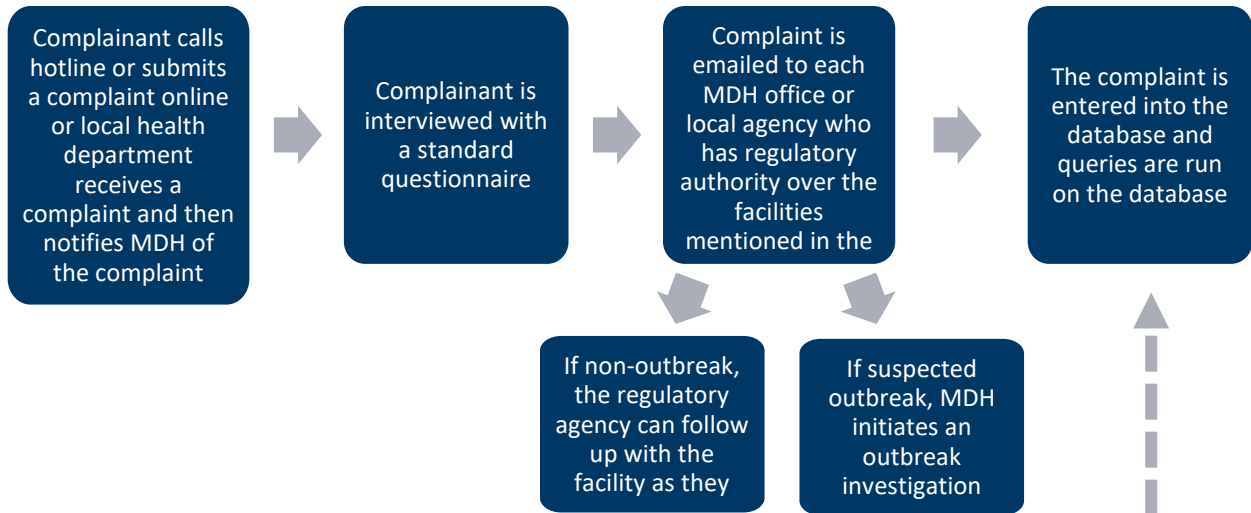 Complainant calls
hotline or submits
a complaint online
or local health
department
receives a
complaint and then
notifies MDH of
the complaint
Complainant is
interviewed with
a standard
questionnaire
Complaint is
emailed to each
MDH office or
local agency who
has regulatory
authority over the
facilities
mentioned in the
The complaint is
entered into the
database and
queries are run
on the database
If non-outbreak,
the regulatory
agency can follow
up with the
facility as they
If suspected
outbreak, MDH
initiates an
outbreak
investigation